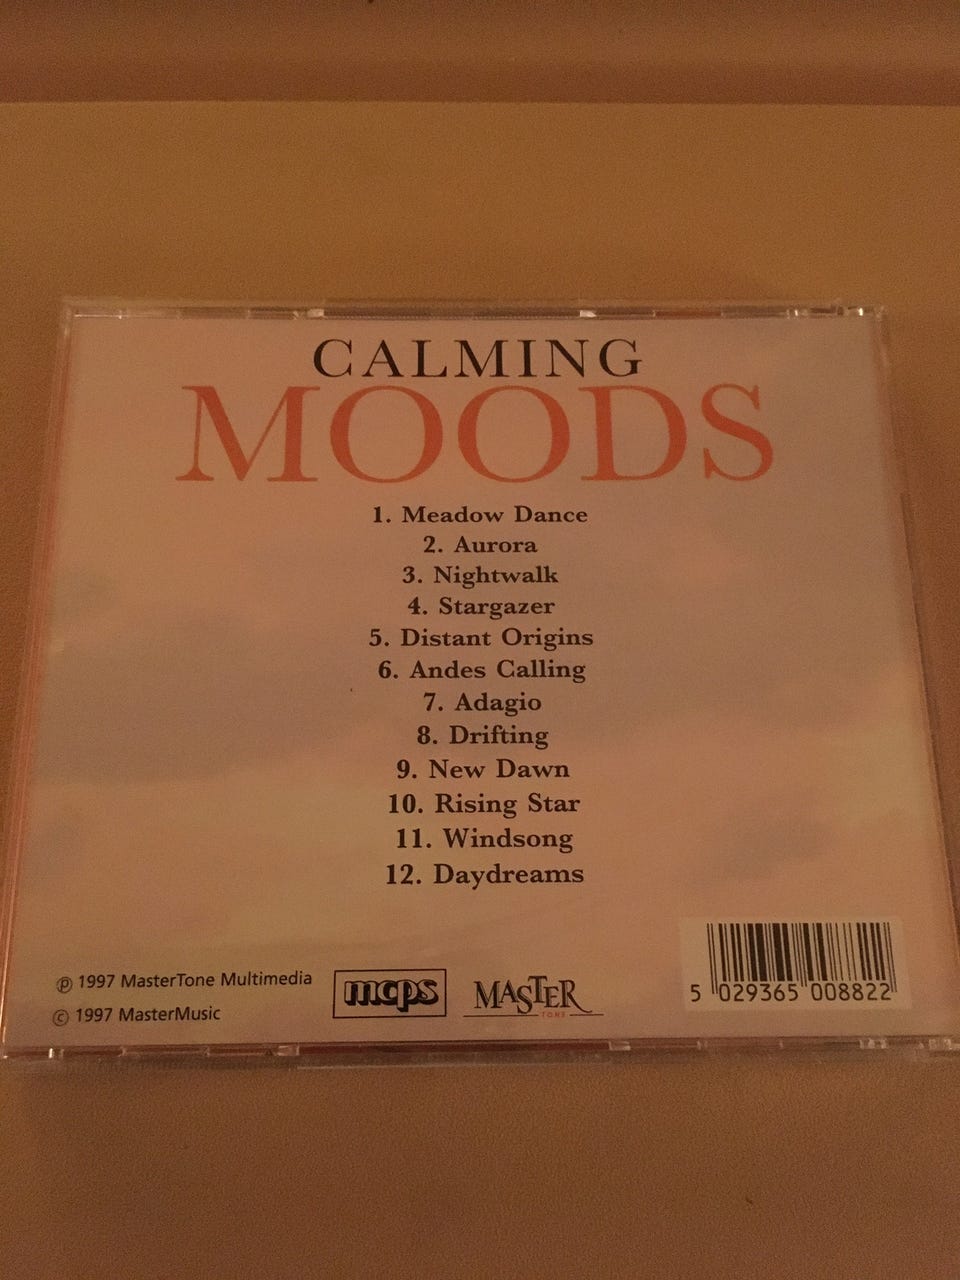 CALMING
MOODS
1. Meadow Dance
2. Aurora
3. Nightwalk
4. Stargazer
5. Distant Origins
6. Andes Calling
7. Adagio
8. Drifting
9. New Dawn
10. Rising Star
11. Windsong
12. Daydreams
℗ 1997 MasterTone Multimedia
© 1997 MasterMusic
mcps
MASTER
TONE
5 029365 008822